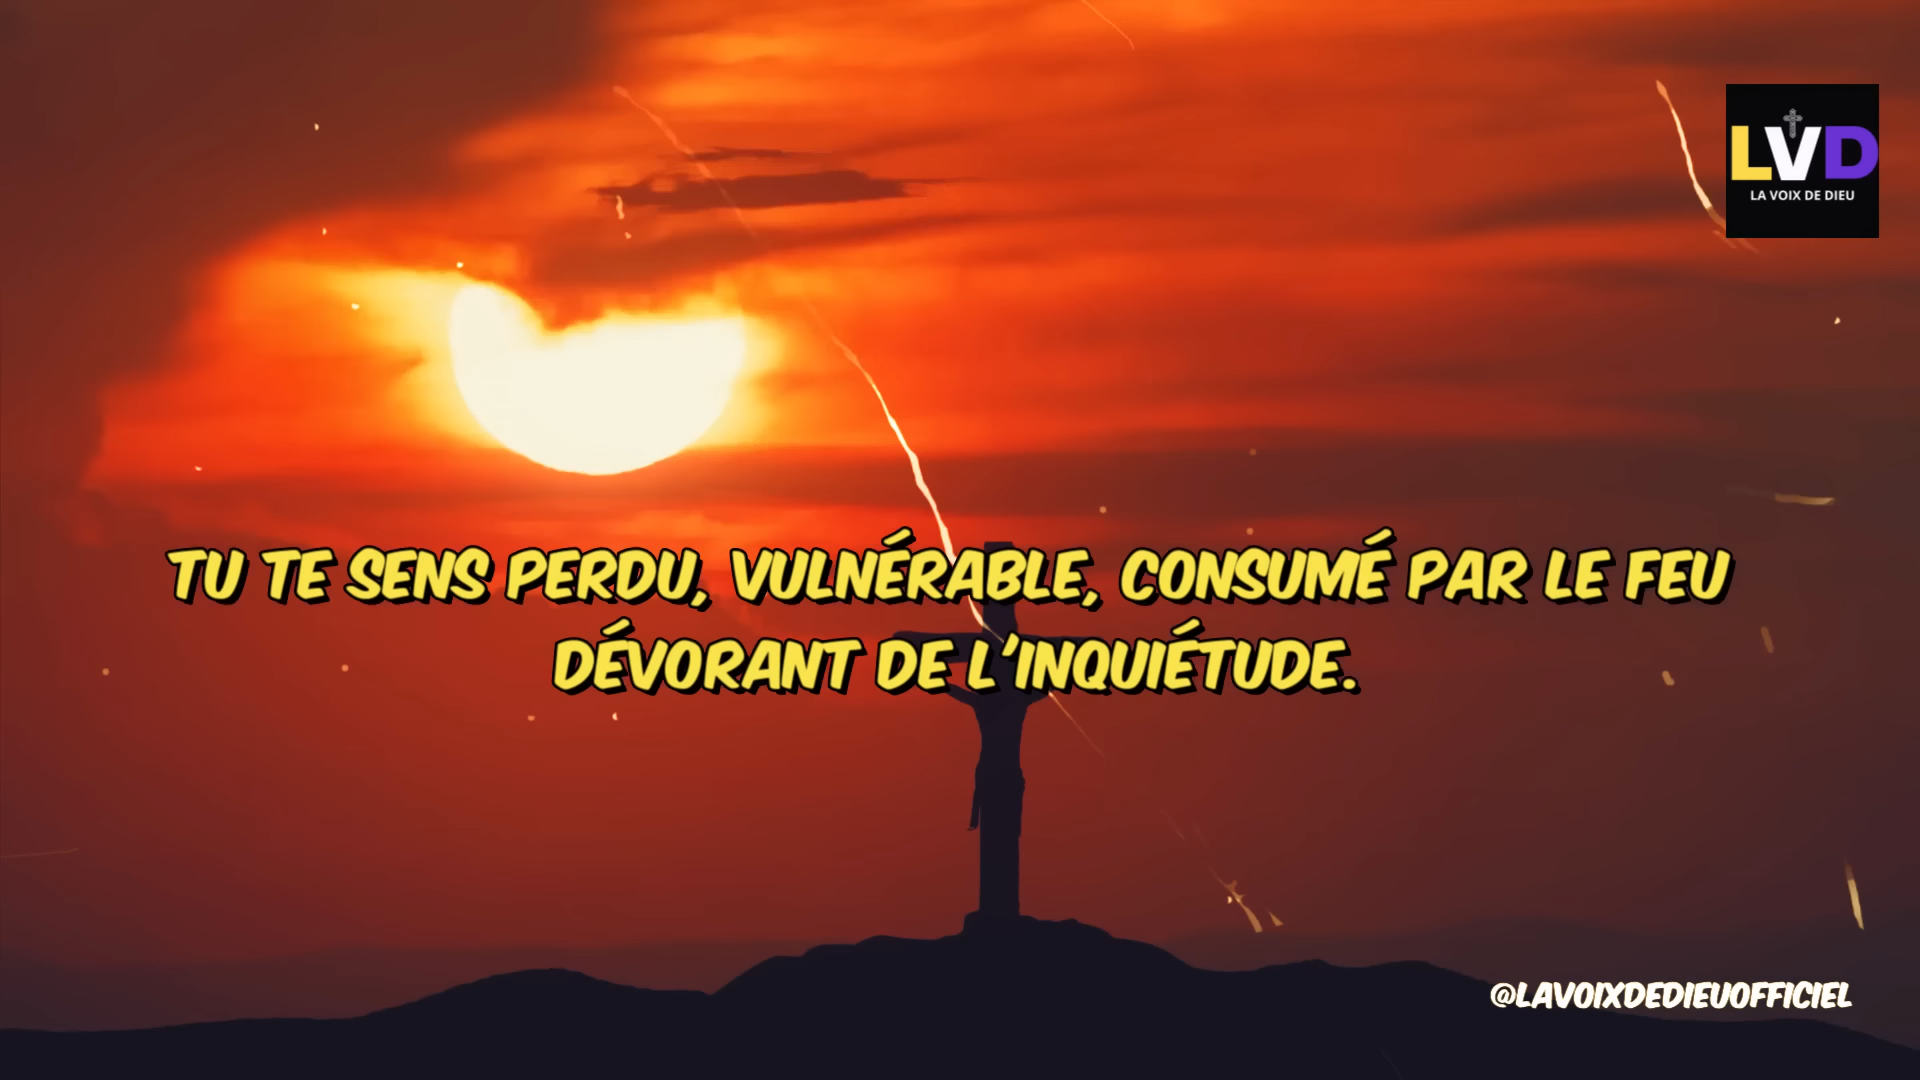 LVD
LA VOIX DE DIEU
TU TE SENS PERDU, VULNÉRABLE, CONSUMÉ PAR LE FEU
DÉVORANT DE L'INQUIÉTUDE.
@LAVOIXDEDIEUOFFICIEL